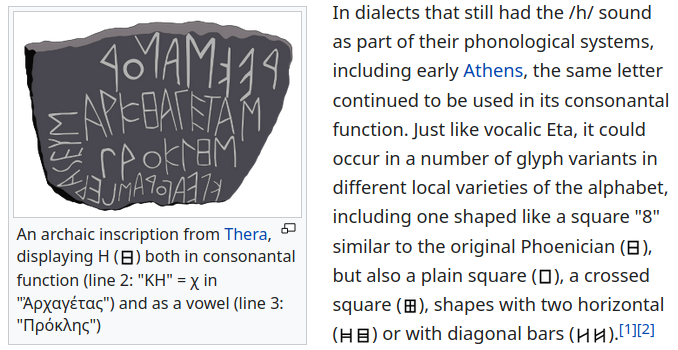 ΑΡΚΗΑΓΕΤΑΜ
ΓΡΟΚΛΗΜ
An archaic inscription from Thera,
displaying H (𐌇) both in consonantal
function (line 2: "ΚΗ" = χ in
"Ἀρχαγέτας") and as a vowel (line 3:
"Πρόκλης")
In dialects that still had the /h/ sound
as part of their phonological systems,
including early Athens, the same letter
continued to be used in its consonantal
function. Just like vocalic Eta, it could
occur in a number of glyph variants in
different local varieties of the alphabet,
including one shaped like a square "8"
similar to the original Phoenician (𐌇),
but also a plain square (□), a crossed
square (⊞), shapes with two horizontal
or with diagonal bars.[1][2]